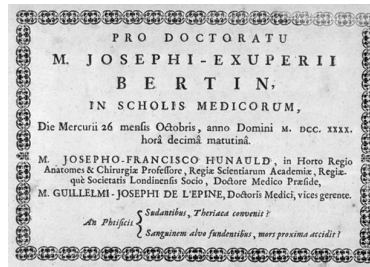 PRO DOCTORATU
M. JOSEPHI-EXUPERII
BERTIN,
IN SCHOLIS MEDICORUM,
Die Mercurii 26 mensis Octobris, anno Domini M. DCC. XXXX.
horâ decimâ matutinâ.
M. JOSEPHO-FRANCISCO HUNAULD, in Horto Regio
Anatomes & Chirurgiæ Professore, Regiæ Scientiarum Academiæ, Regiæ-
què Societatis Londinensis Socio, Doctore Medico Præside,
M. GUILLELMI-JOSEPHI DE L'EPINE, Doctoris Medici, vices gerente.
An Phtisicis { Sudantibus, Theriaca convenit?
Sanguinem alvo fundentibus, mors proxima accidit?